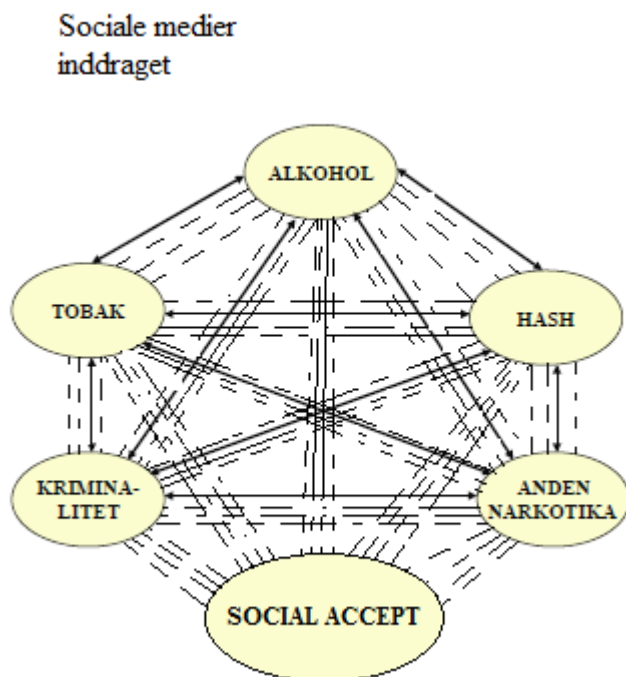 Sociale medier
inddraget
ALKOHOL
TOBAK
HASH
KRIMINA-
LITET
ANDEN
NARKOTIKA
SOCIAL ACCEPT